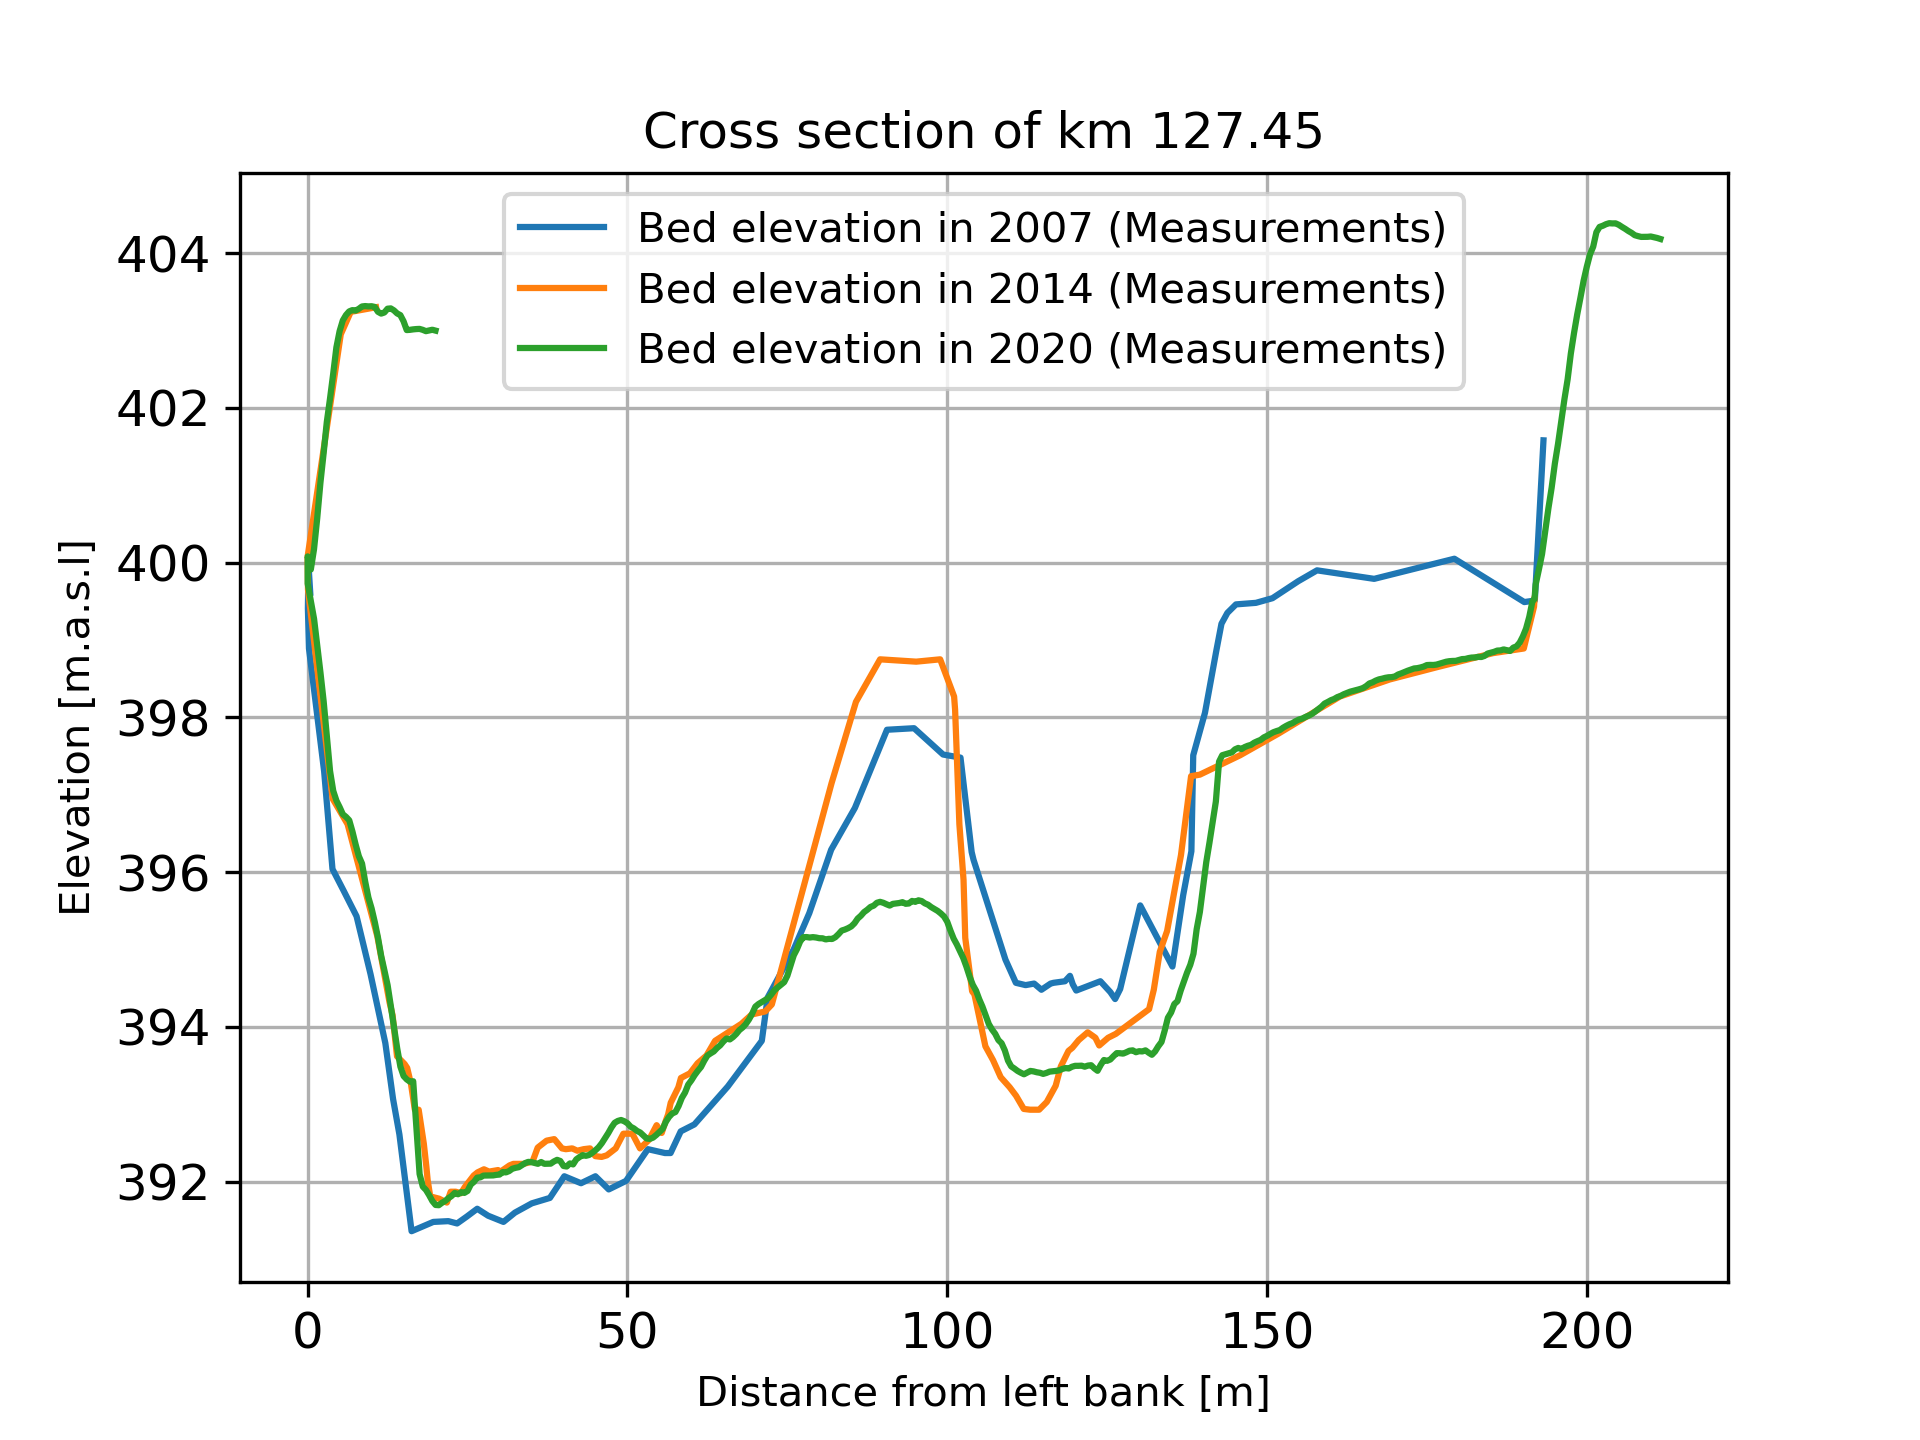 Cross section of km 127.45
Bed elevation in 2007 (Measurements)
Bed elevation in 2014 (Measurements)
Bed elevation in 2020 (Measurements)
404
402
400
398
396
394
392
Elevation [m.a.s.l]
0 50 100 150 200
Distance from left bank [m]